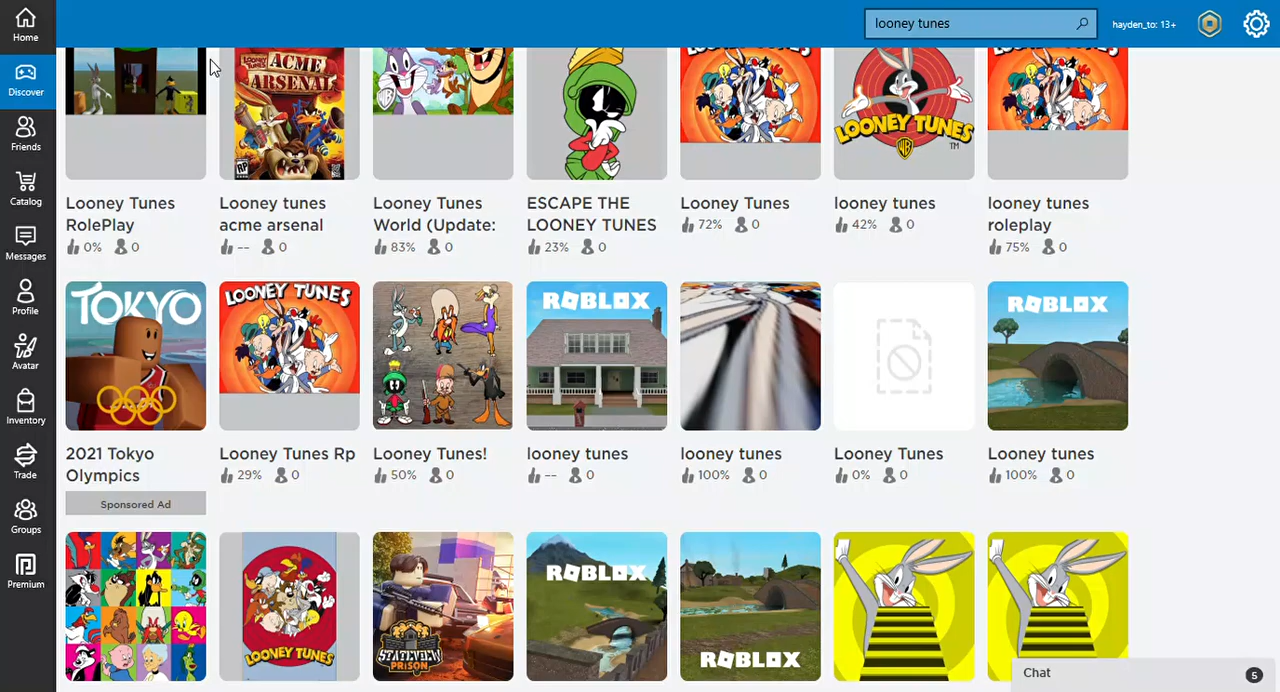 Home
Discover
Friends
Catalog
Messages
Profile
Avatar
Inventory
Trade
Groups
Premium
looney tunes
hayden_to: 13+
ACME
ARSENAL
RP
WB
LOONEY TUNES
WB
TM
Looney Tunes
RolePlay
0% 0
Looney tunes
acme arsenal
-- 0
Looney Tunes
World (Update:
83% 0
ESCAPE THE
LOONEY TUNES
23% 0
Looney Tunes
72% 0
looney tunes
42% 0
looney tunes
roleplay
75% 0
TOKYO
LOONEY TUNES
ROBLOX
ROBLOX
2021 Tokyo
Olympics
Sponsored Ad
Looney Tunes Rp
29% 0
Looney Tunes!
50% 0
looney tunes
-- 0
looney tunes
100% 0
Looney Tunes
0% 0
Looney tunes
100% 0
LOONEY TUNES
STATEVIEW
PRISON
ROBLOX
ROBLOX
Chat
5